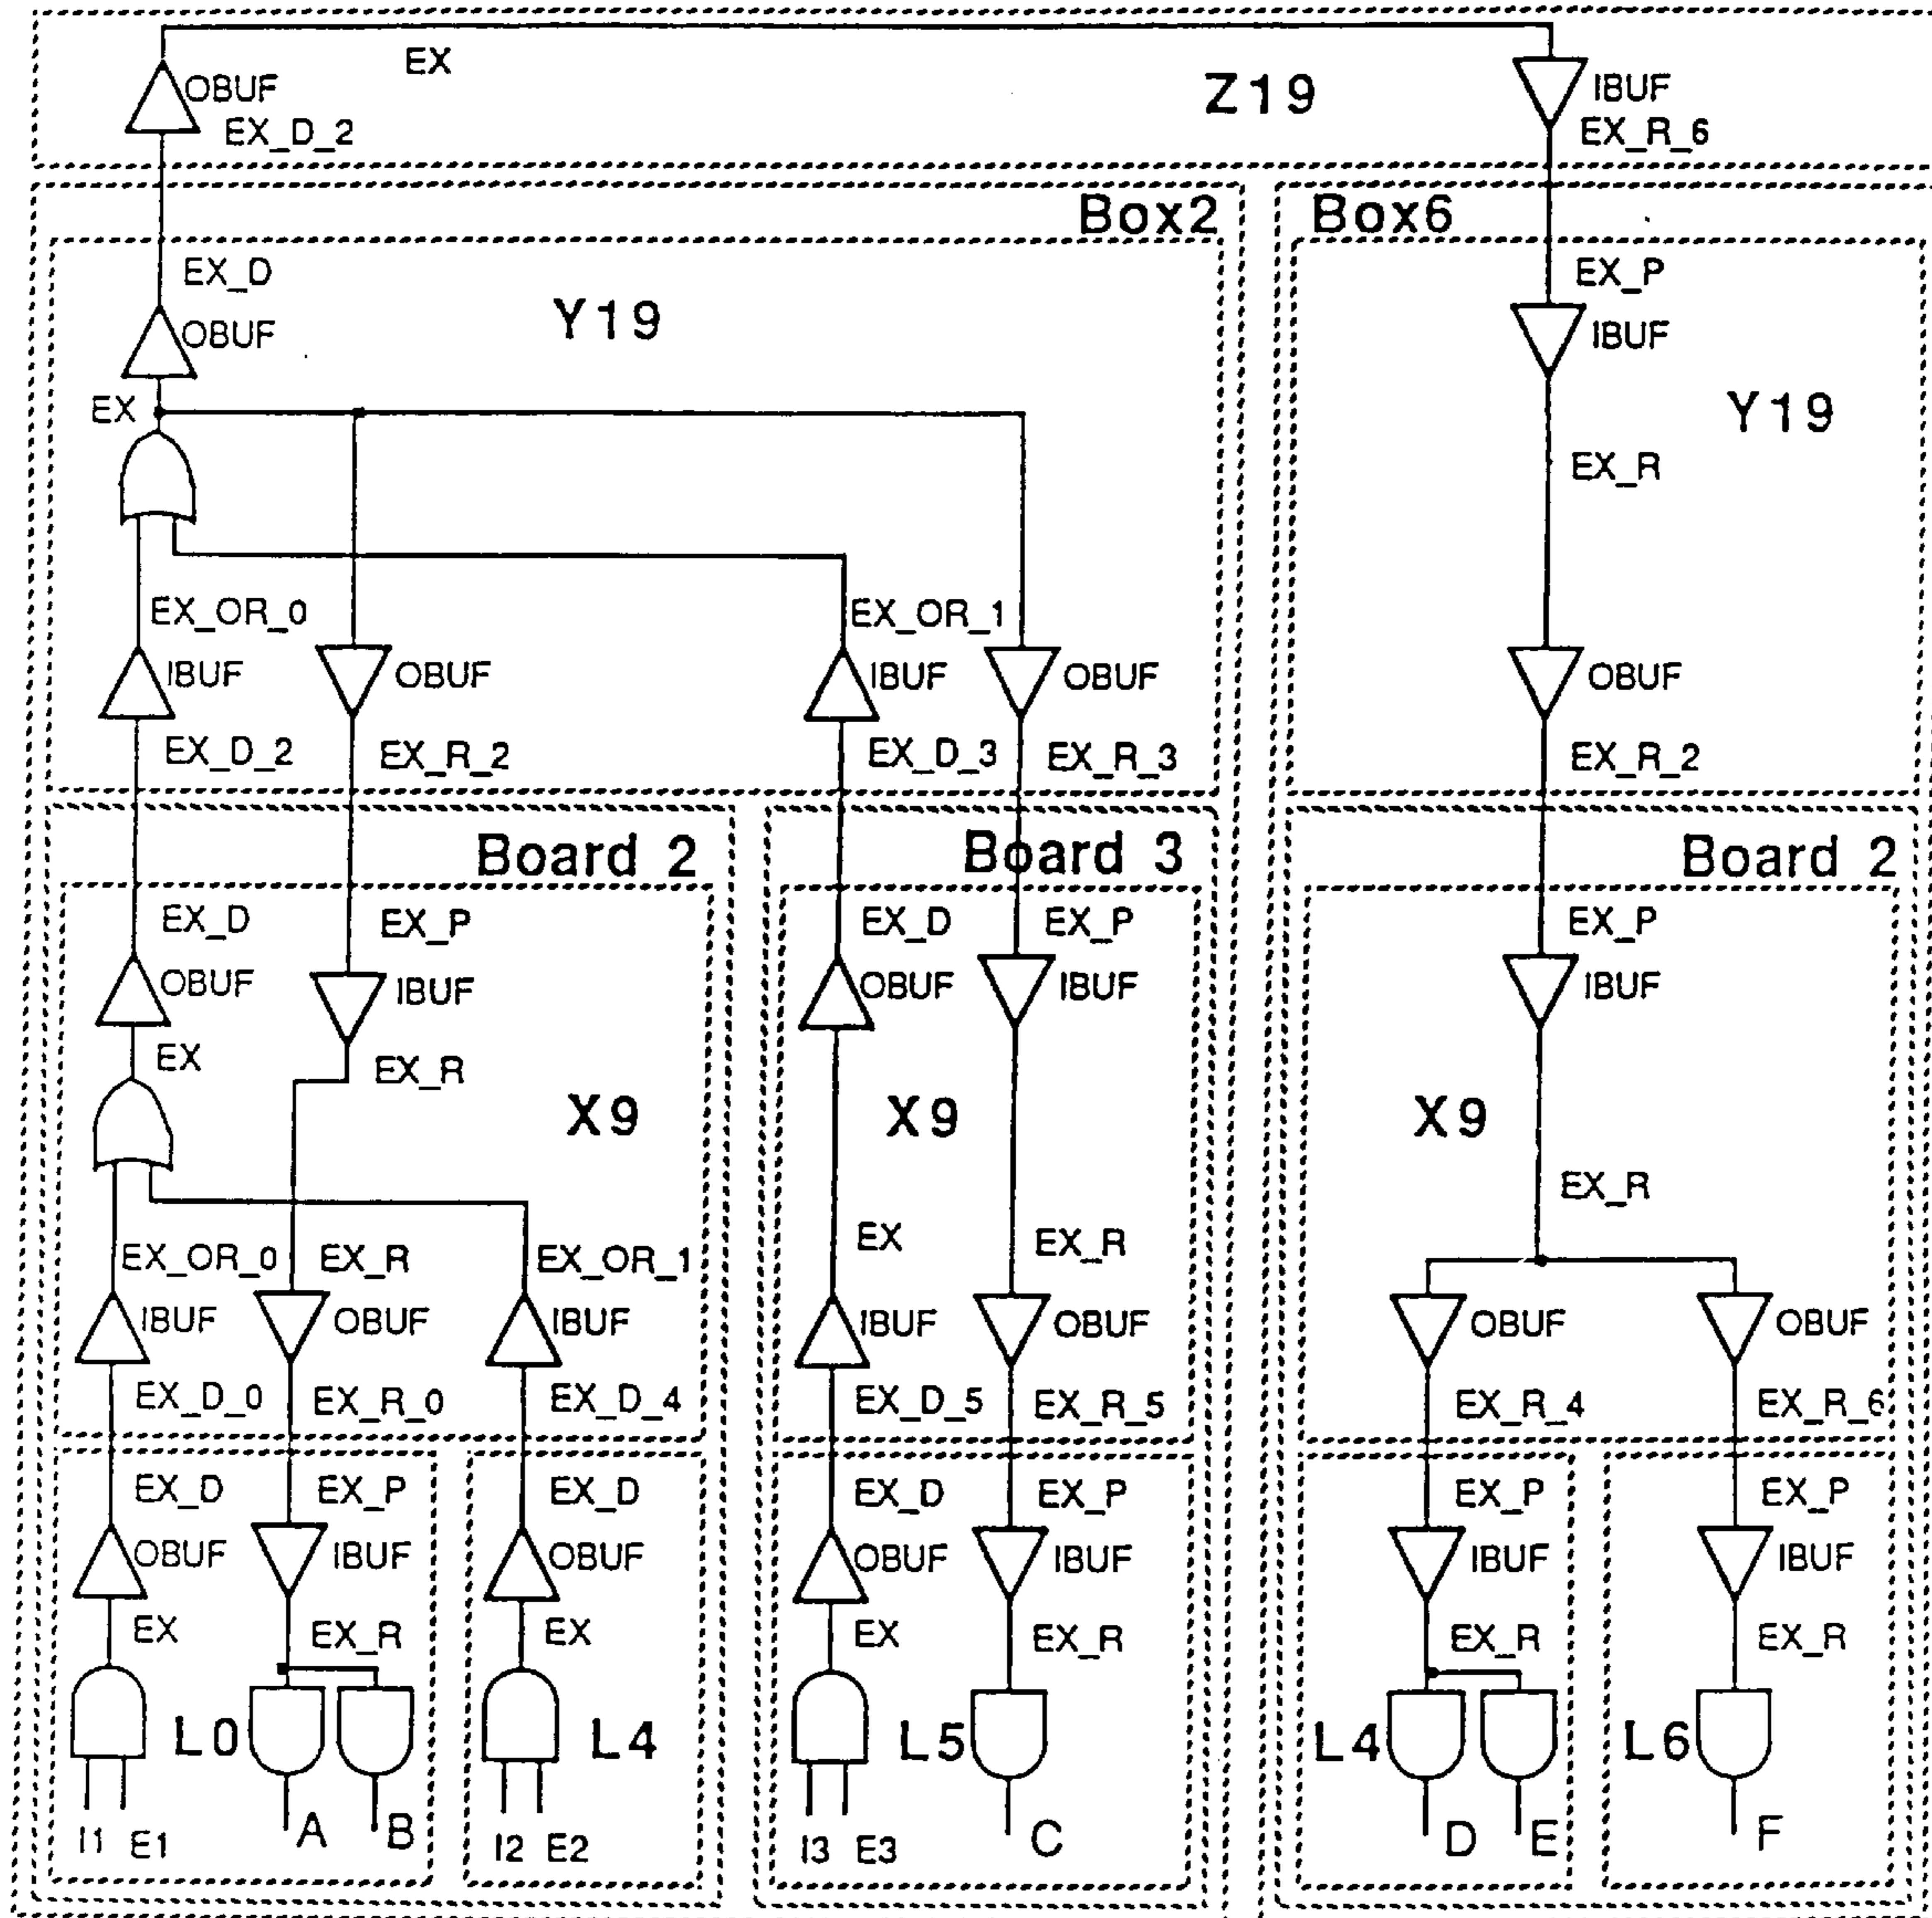 EX
OBUF
Z19
IBUF
EX_D_2
EX_R_6
Box2
Box6
EX_D
EX_P
Y19
OBUF
IBUF
EX
Y19
EX_R
EX_OR_0
EX_OR_1
IBUF
OBUF
IBUF
OBUF
OBUF
EX_D_2
EX_R_2
EX_D_3
EX_R_3
EX_R_2
Board 2
Board 3
Board 2
EX_D
EX_P
EX_D
EX_P
EX_P
OBUF
IBUF
OBUF
IBUF
IBUF
EX
EX_R
X9
X9
X9
EX_R
EX
EX_R
EX_OR_0
EX_R
EX_OR_1
IBUF
OBUF
IBUF
IBUF
OBUF
OBUF
OBUF
EX_D_0
EX_R_0
EX_D_4
EX_D_5
EX_R_5
EX_R_4
EX_R_6
EX_D
EX_P
EX_D
EX_D
EX_P
EX_P
EX_P
OBUF
IBUF
OBUF
OBUF
IBUF
IBUF
IBUF
EX
EX_R
EX
EX
EX_R
EX_R
EX_R
L0
L4
L5
L4
L6
I1 E1
A
B
I2 E2
I3 E3
C
D
E
F